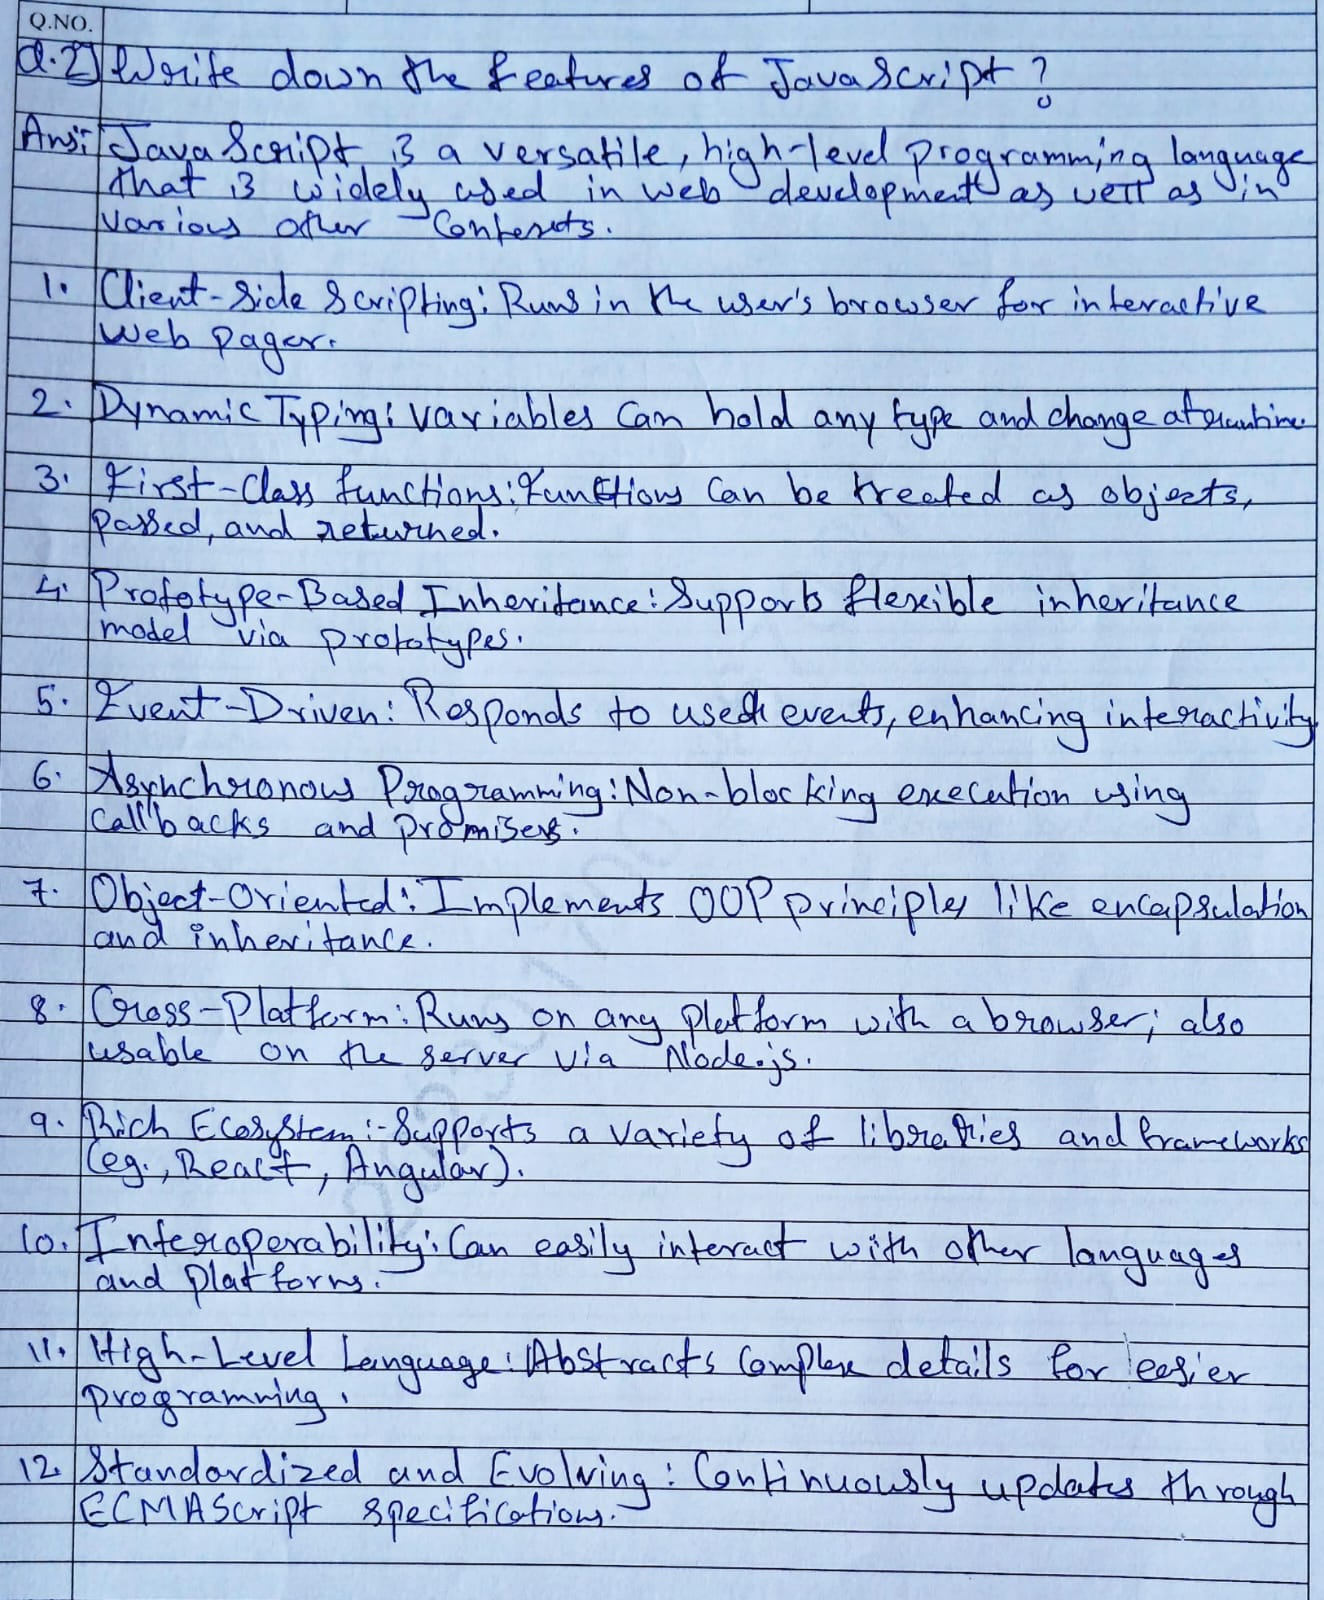 Q.NO.
Q.2] Write down the features of JavaScript ?
Ans:- JavaScript is a versatile, high-level programming language
that is widely used in web development as well as in
various other Contexts.
1. Client-Side Scripting: Runs in the user's browser for interactive
web pages.
2. Dynamic Typing: variables Can hold any type and change at runtime.
3. First-Class functions: Functions Can be treated as objects,
passed, and returned.
4. Prototype-Based Inheritance: Supports flexible inheritance
model via prototypes.
5. Event-Driven: Responds to user events, enhancing interactivity
6. Asynchronous Programming: Non-blocking execution using
Callbacks and promises.
7. Object-Oriented: Implements OOP principles like encapsulation
and inheritance.
8. Cross-Platform: Runs on any platform with a browser; also
usable on the server via Node.js.
9. Rich Ecosystem:- Supports a variety of libraries and frameworks
(eg., React, Angular).
10. Interoperability: Can easily interact with other languages
and platforms.
11. High-Level Language: Abstracts Complex details for easier
programming.
12 Standardized and Evolving: Continuously updates through
ECMAScript specifications.